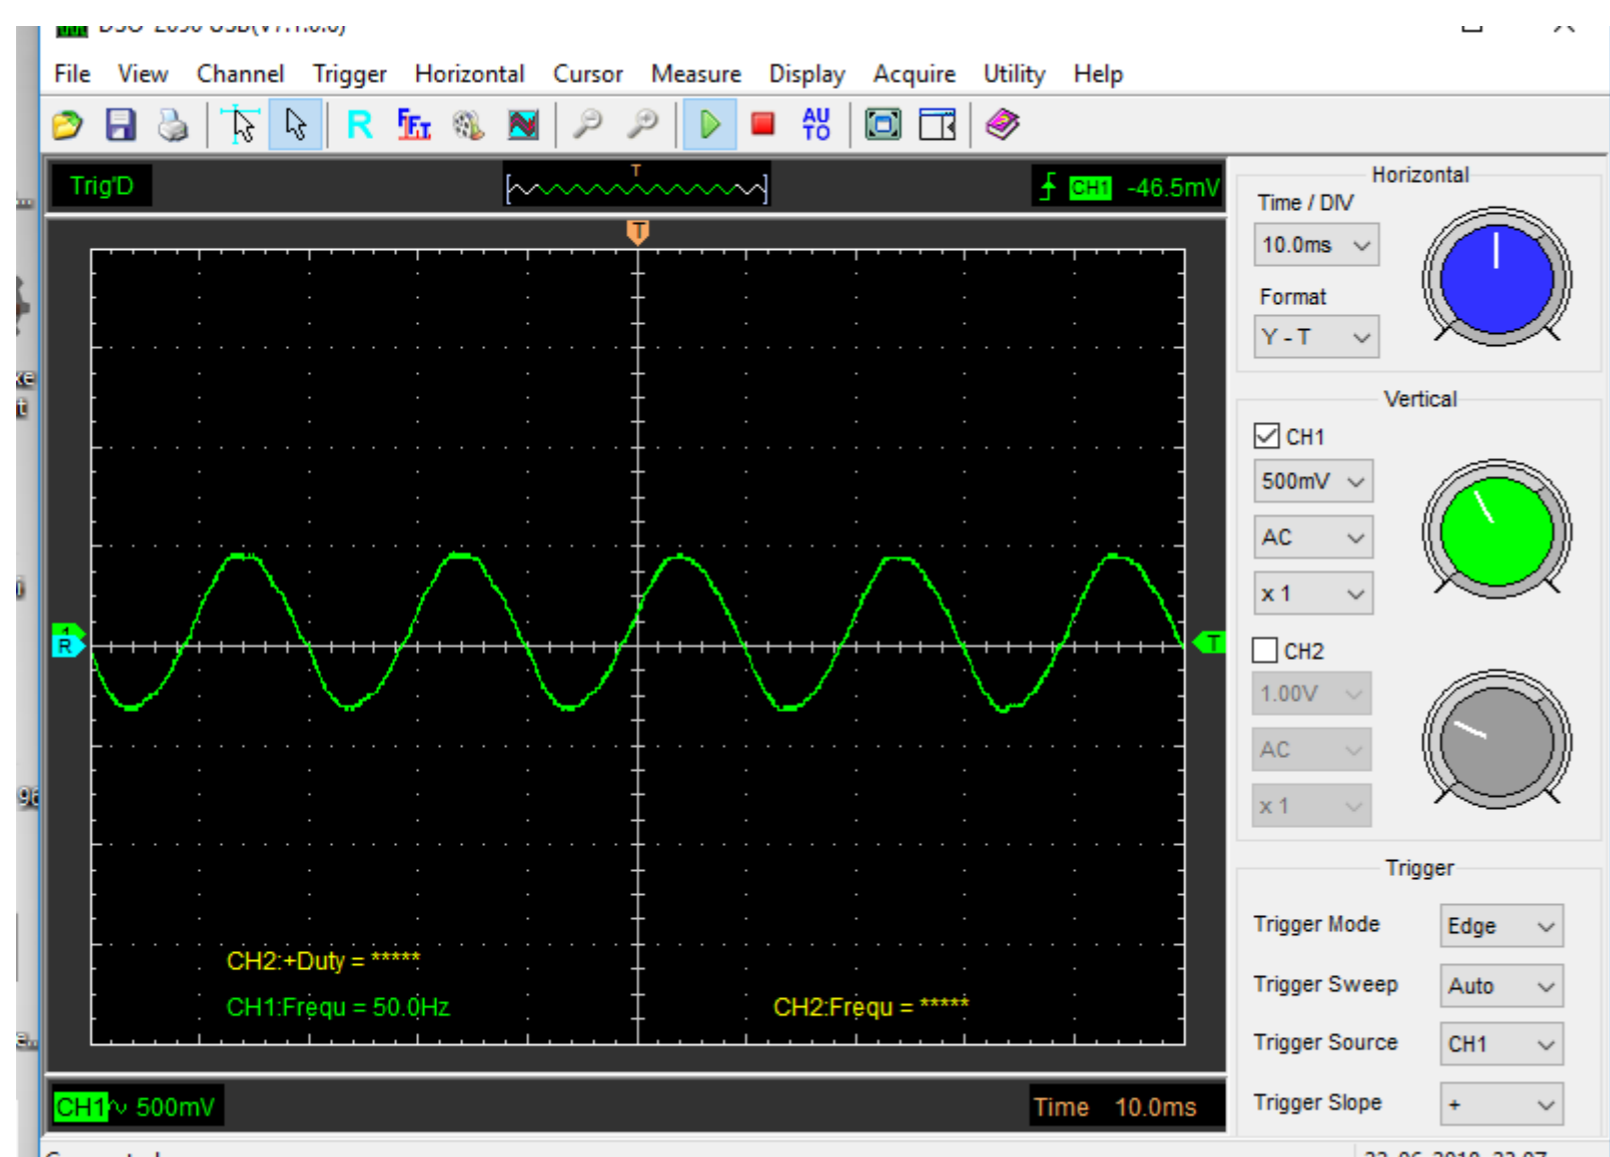 File View Channel Trigger Horizontal Cursor Measure Display Acquire Utility Help
R FFT AU TO
Trig'D
T
CH1 -46.5mV
T
1
R
T
CH2:+Duty = *****
CH1:Frequ = 50.0Hz
CH2:Frequ = *****
CH1 500mV
Time 10.0ms
Horizontal
Time / DIV
10.0ms
Format
Y - T
Vertical
CH1
500mV
AC
x 1
CH2
1.00V
AC
x 1
Trigger
Trigger Mode Edge
Trigger Sweep Auto
Trigger Source CH1
Trigger Slope +